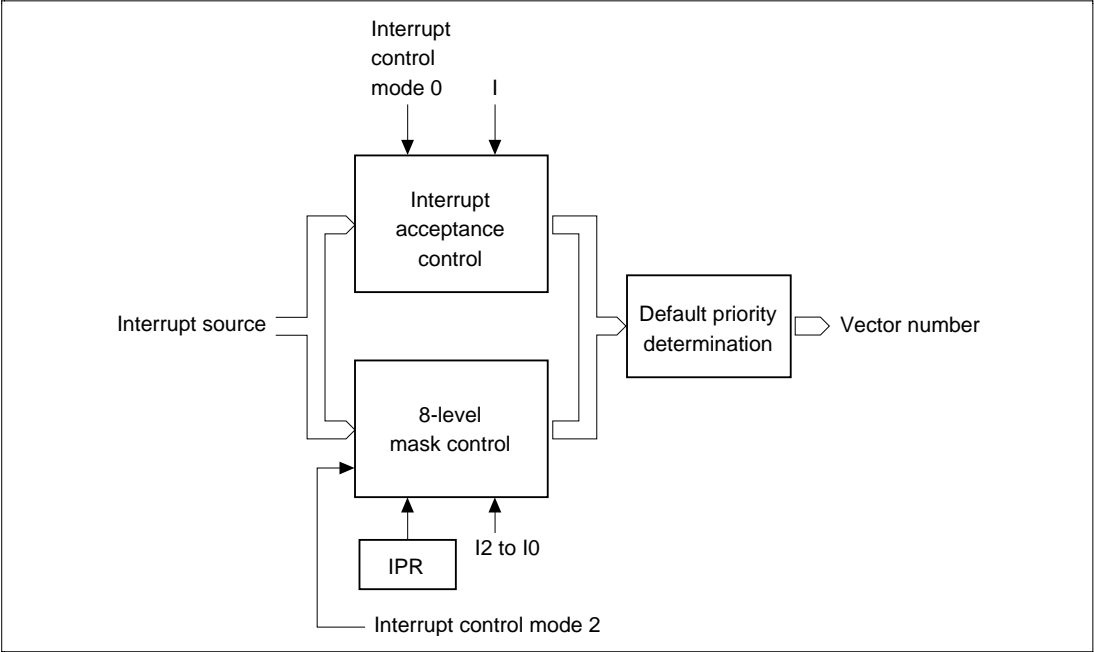 Interrupt
control
mode 0
I
Interrupt
acceptance
control
Interrupt source
Default priority
determination
Vector number
8-level
mask control
I2 to I0
IPR
Interrupt control mode 2